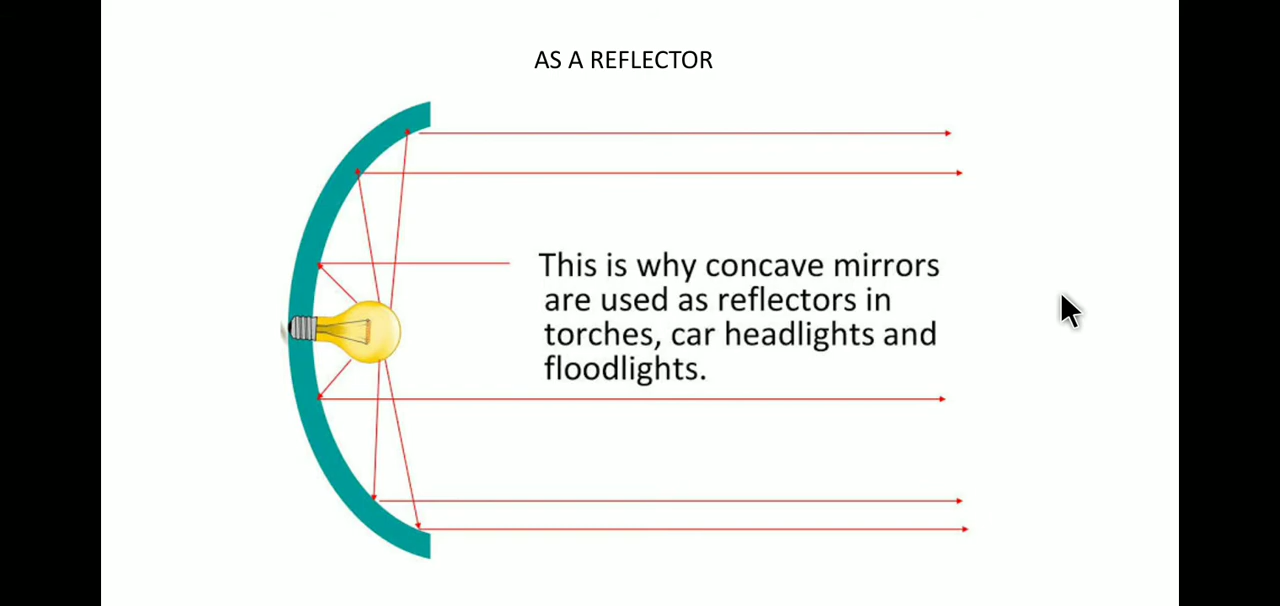 AS A REFLECTOR
This is why concave mirrors
are used as reflectors in
torches, car headlights and
floodlights.